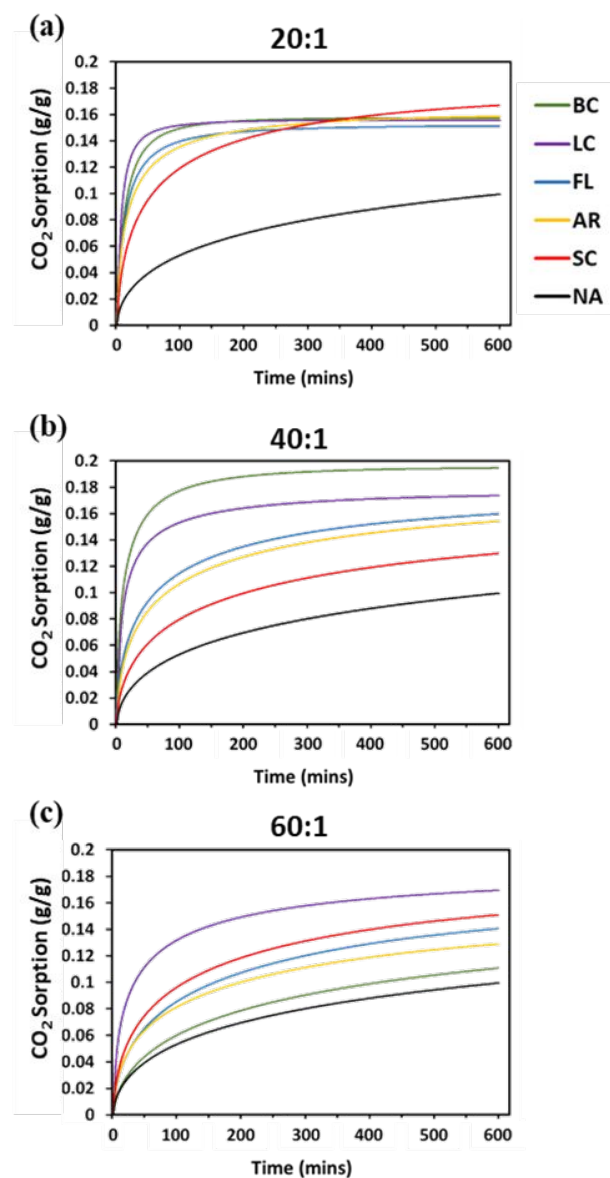 (a)
20:1
CO2 Sorption (g/g)
0.2
0.18
0.16
0.14
0.12
0.1
0.08
0.06
0.04
0.02
0
0 100 200 300 400 500 600
Time (mins)
BC
LC
FL
AR
SC
NA
(b)
40:1
CO2 Sorption (g/g)
0.2
0.18
0.16
0.14
0.12
0.1
0.08
0.06
0.04
0.02
0
0 100 200 300 400 500 600
Time (mins)
(c)
60:1
CO2 Sorption (g/g)
0.2
0.18
0.16
0.14
0.12
0.1
0.08
0.06
0.04
0.02
0
0 100 200 300 400 500 600
Time (mins)